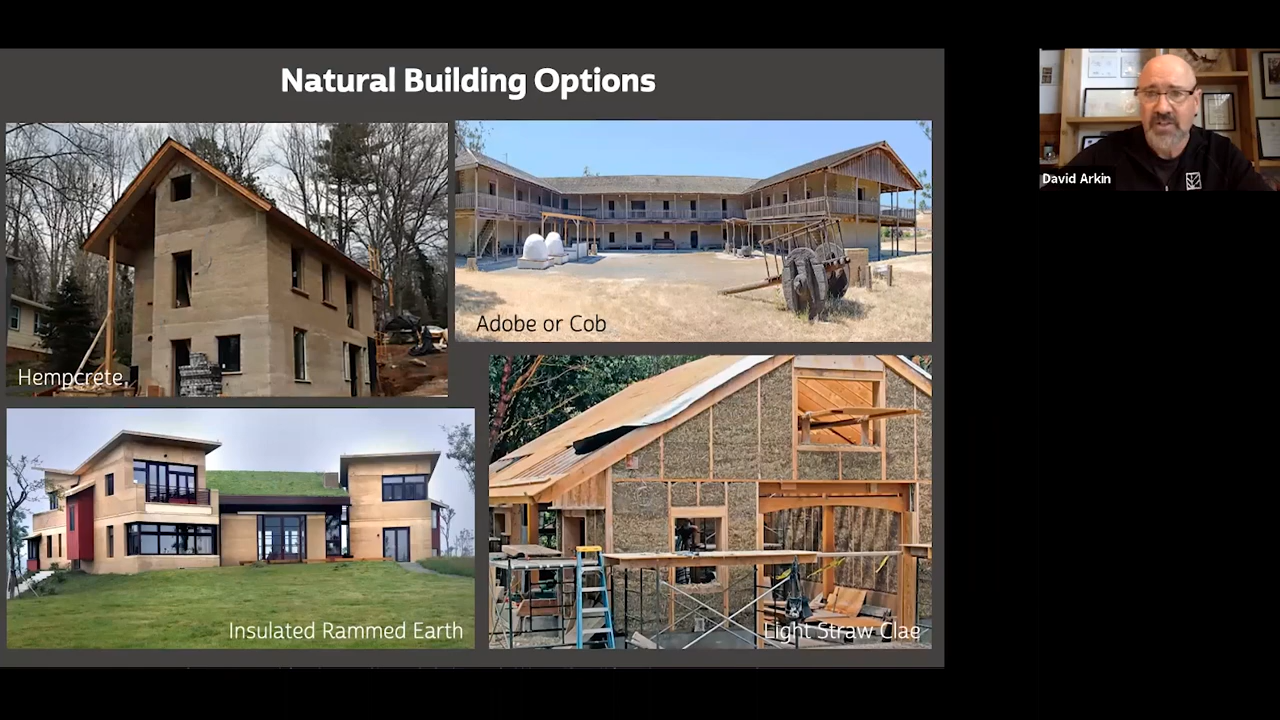 Natural Building Options
David Arkin
Adobe or Cob
Hempcrete,
Insulated Rammed Earth
Light Straw Clae